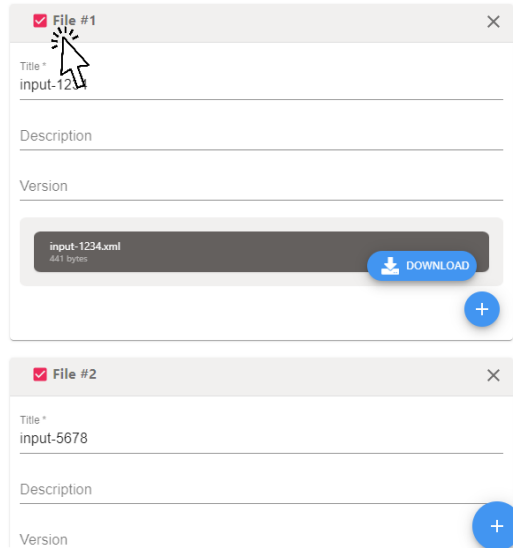 File #1
Title *
input-1234
Description
Version
input-1234.xml
441 bytes
DOWNLOAD
File #2
Title *
input-5678
Description
Version